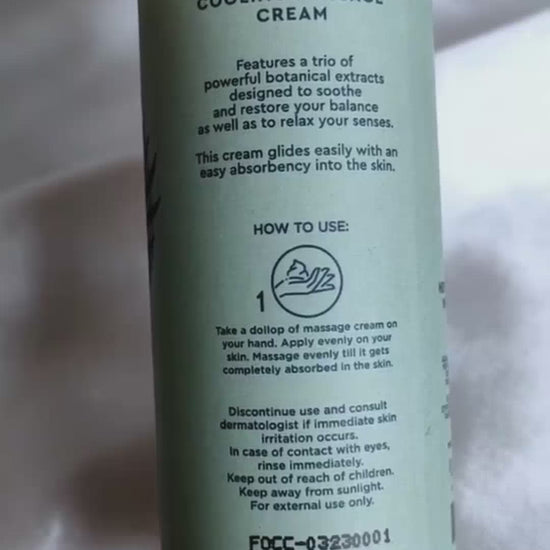 CREAM
Features a trio of
powerful botanical extracts
designed to soothe
and restore your balance
as well as to relax your senses.
This cream glides easily with an
easy absorbency into the skin.
HOW TO USE:
1
Take a dollop of massage cream on
your hand. Apply evenly on your
skin. Massage evenly till it gets
completely absorbed in the skin.
Discontinue use and consult
dermatologist if immediate skin
irritation occurs.
In case of contact with eyes,
rinse immediately.
Keep out of reach of children.
Keep away from sunlight.
For external use only.
FOCC-03230001